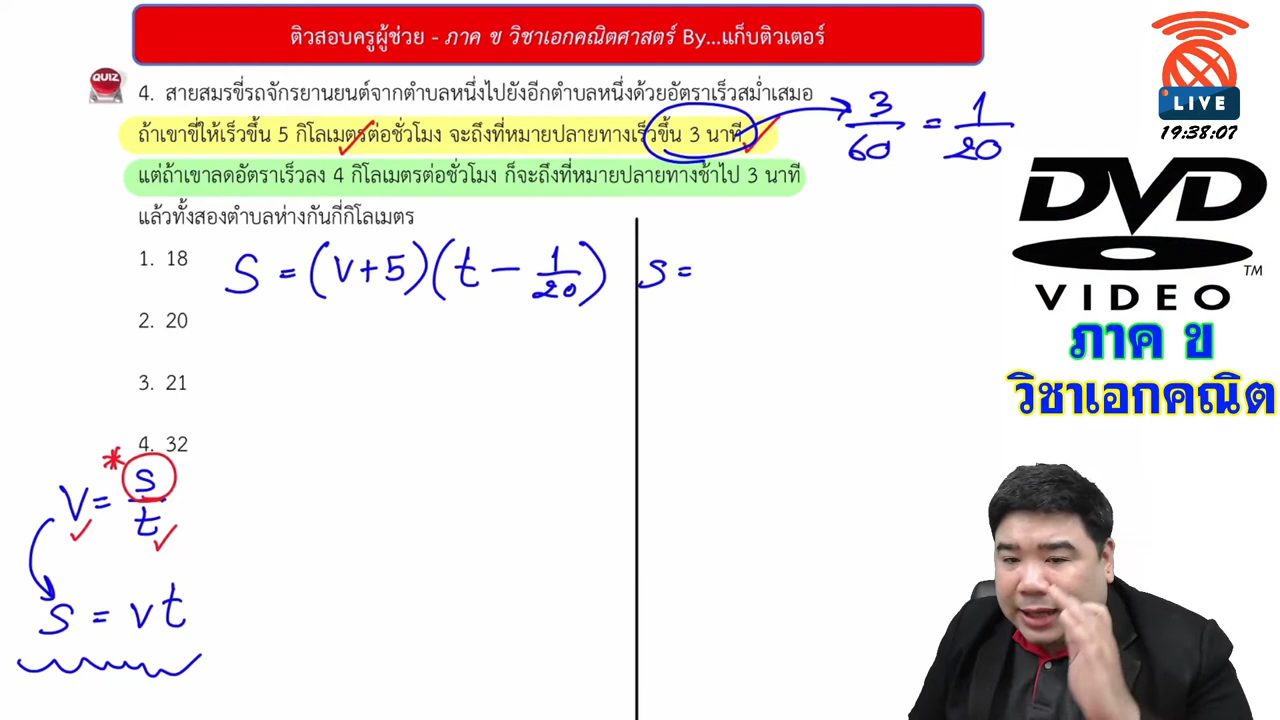 ติวสอบครูผู้ช่วย - ภาค ข วิชาเอกคณิตศาสตร์ By...แก็บติวเตอร์
QUIZ
4. สายสมรขี่รถจักรยานยนต์จากตำบลหนึ่งไปยังอีกตำบลหนึ่งด้วยอัตราเร็วสม่ำเสมอ
ถ้าเขาขี่ให้เร็วขึ้น 5 กิโลเมตรต่อชั่วโมง จะถึงที่หมายปลายทางเร็วขึ้น 3 นาที
3/60 = 1/20
แต่ถ้าเขาลดอัตราเร็วลง 4 กิโลเมตรต่อชั่วโมง ก็จะถึงที่หมายปลายทางช้าไป 3 นาที
แล้วทั้งสองตำบลห่างกันกี่กิโลเมตร
1. 18
S = (v+5)(t - 1/20)
S =
2. 20
3. 21
4. 32
* v = s/t
s = vt
LIVE
19:38:07
DVD
TM
VIDEO
ภาค ข
วิชาเอกคณิต